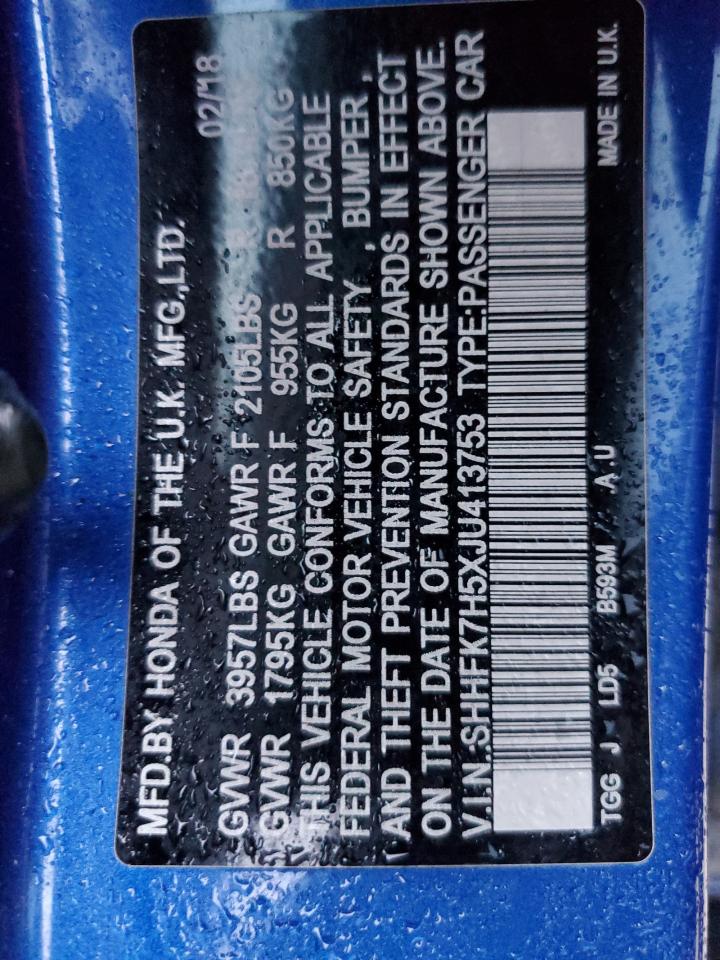 MFD.BY HONDA OF THE U.K. MFG.,LTD. 02/'18
GVWR 3957LBS GAWR F 2105LBS R
GVWR 1795KG GAWR F 955KG R 850KG
THIS VEHICLE CONFORMS TO ALL APPLICABLE
FEDERAL MOTOR VEHICLE SAFETY , BUMPER ,
AND THEFT PREVENTION STANDARDS IN EFFECT
ON THE DATE OF MANUFACTURE SHOWN ABOVE.
V.I.N.:SHHFK7H5XJU413753 TYPE:PASSENGER CAR
TGG J LD5 B593M A U MADE IN U.K.